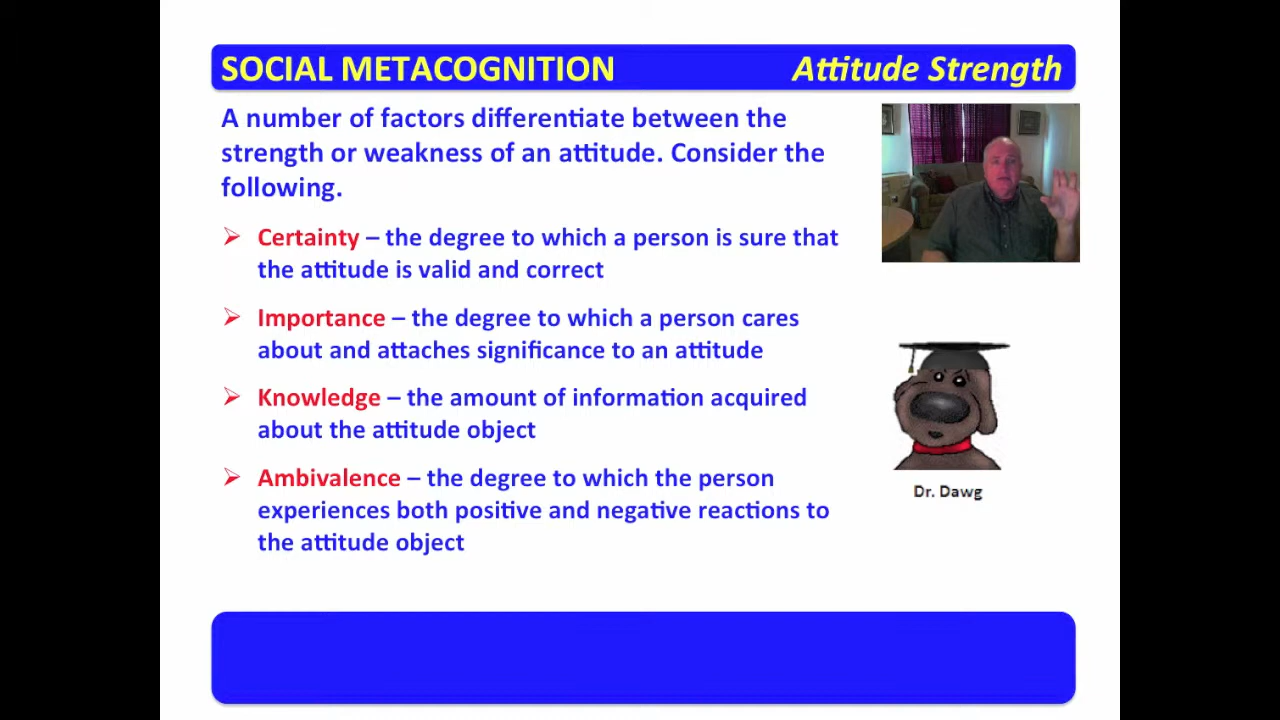 SOCIAL METACOGNITION Attitude Strength
A number of factors differentiate between the
strength or weakness of an attitude. Consider the
following.
Certainty – the degree to which a person is sure that
the attitude is valid and correct
Importance – the degree to which a person cares
about and attaches significance to an attitude
Knowledge – the amount of information acquired
about the attitude object
Ambivalence – the degree to which the person
experiences both positive and negative reactions to
the attitude object
Dr. Dawg